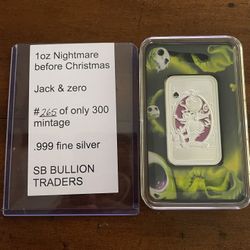 1oz Nightmare
before Christmas
Jack & zero
#265 of only 300
mintage
.999 fine silver
SB BULLION
TRADERS